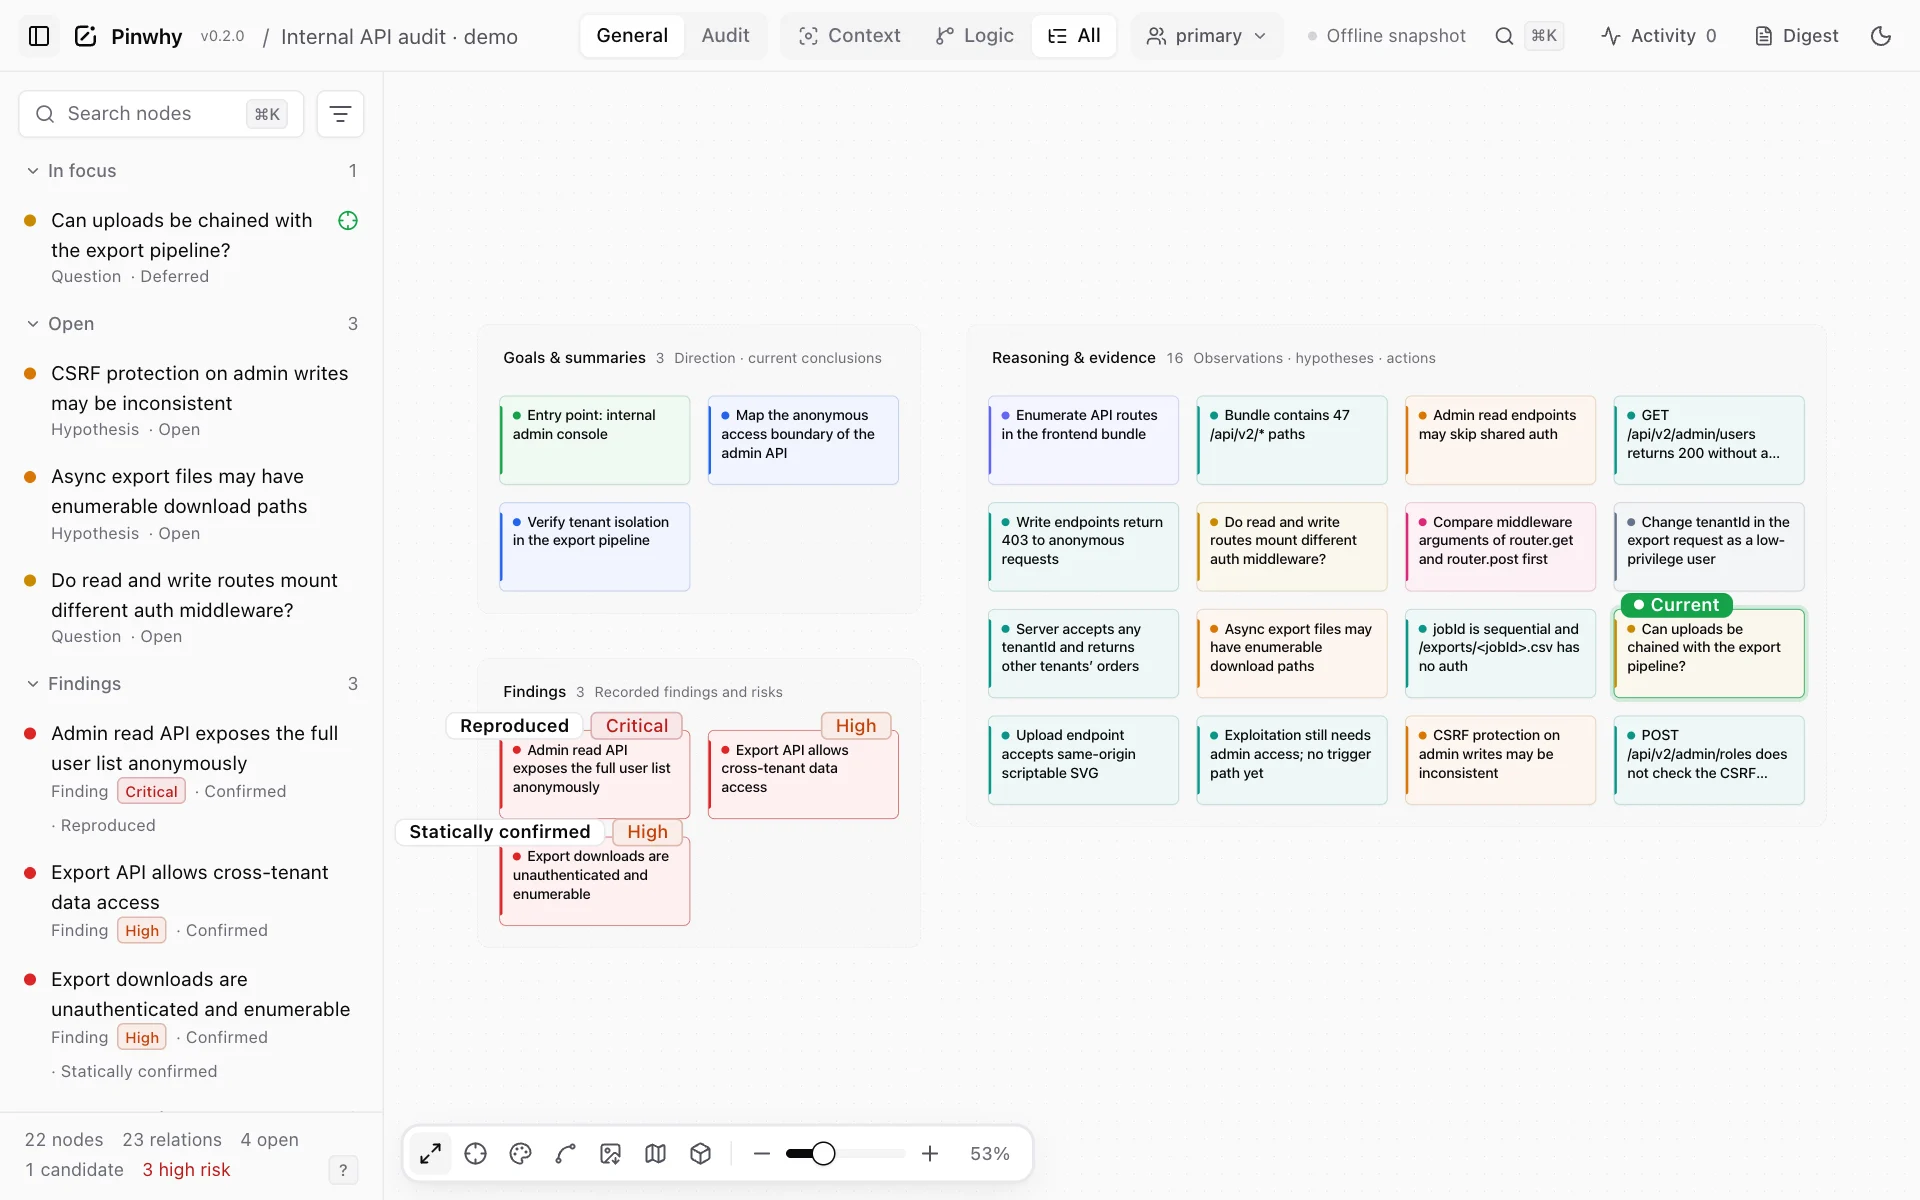 Pinwhy v0.2.0 / Internal API audit · demo
General Audit Context Logic All primary Offline snapshot ⌘K Activity 0 Digest
Search nodes ⌘K
In focus 1
Can uploads be chained with
the export pipeline?
Question · Deferred
Open 3
CSRF protection on admin writes
may be inconsistent
Hypothesis · Open
Async export files may have
enumerable download paths
Hypothesis · Open
Do read and write routes mount
different auth middleware?
Question · Open
Findings 3
Admin read API exposes the full
user list anonymously
Finding Critical · Confirmed
· Reproduced
Export API allows cross-tenant
data access
Finding High · Confirmed
Export downloads are
unauthenticated and enumerable
Finding High · Confirmed
· Statically confirmed
22 nodes 23 relations 4 open
1 candidate 3 high risk ?
Goals & summaries 3 Direction · current conclusions
Entry point: internal
admin console
Map the anonymous
access boundary of the
admin API
Verify tenant isolation
in the export pipeline
Findings 3 Recorded findings and risks
Reproduced Critical
Admin read API
exposes the full user list
anonymously
High
Export API allows
cross-tenant data
access
Statically confirmed High
Export downloads are
unauthenticated and
enumerable
Reasoning & evidence 16 Observations · hypotheses · actions
Enumerate API routes
in the frontend bundle
Bundle contains 47
/api/v2/* paths
Admin read endpoints
may skip shared auth
GET
/api/v2/admin/users
returns 200 without a...
Write endpoints return
403 to anonymous
requests
Do read and write
routes mount different
auth middleware?
Compare middleware
arguments of router.get
and router.post first
Change tenantId in the
export request as a low-
privilege user
Server accepts any
tenantId and returns
other tenants’ orders
Async export files may
have enumerable
download paths
jobId is sequential and
/exports/<jobId>.csv has
no auth
Current
Can uploads be
chained with the export
pipeline?
Upload endpoint
accepts same-origin
scriptable SVG
Exploitation still needs
admin access; no trigger
path yet
CSRF protection on
admin writes may be
inconsistent
POST
/api/v2/admin/roles does
not check the CSRF...
53%